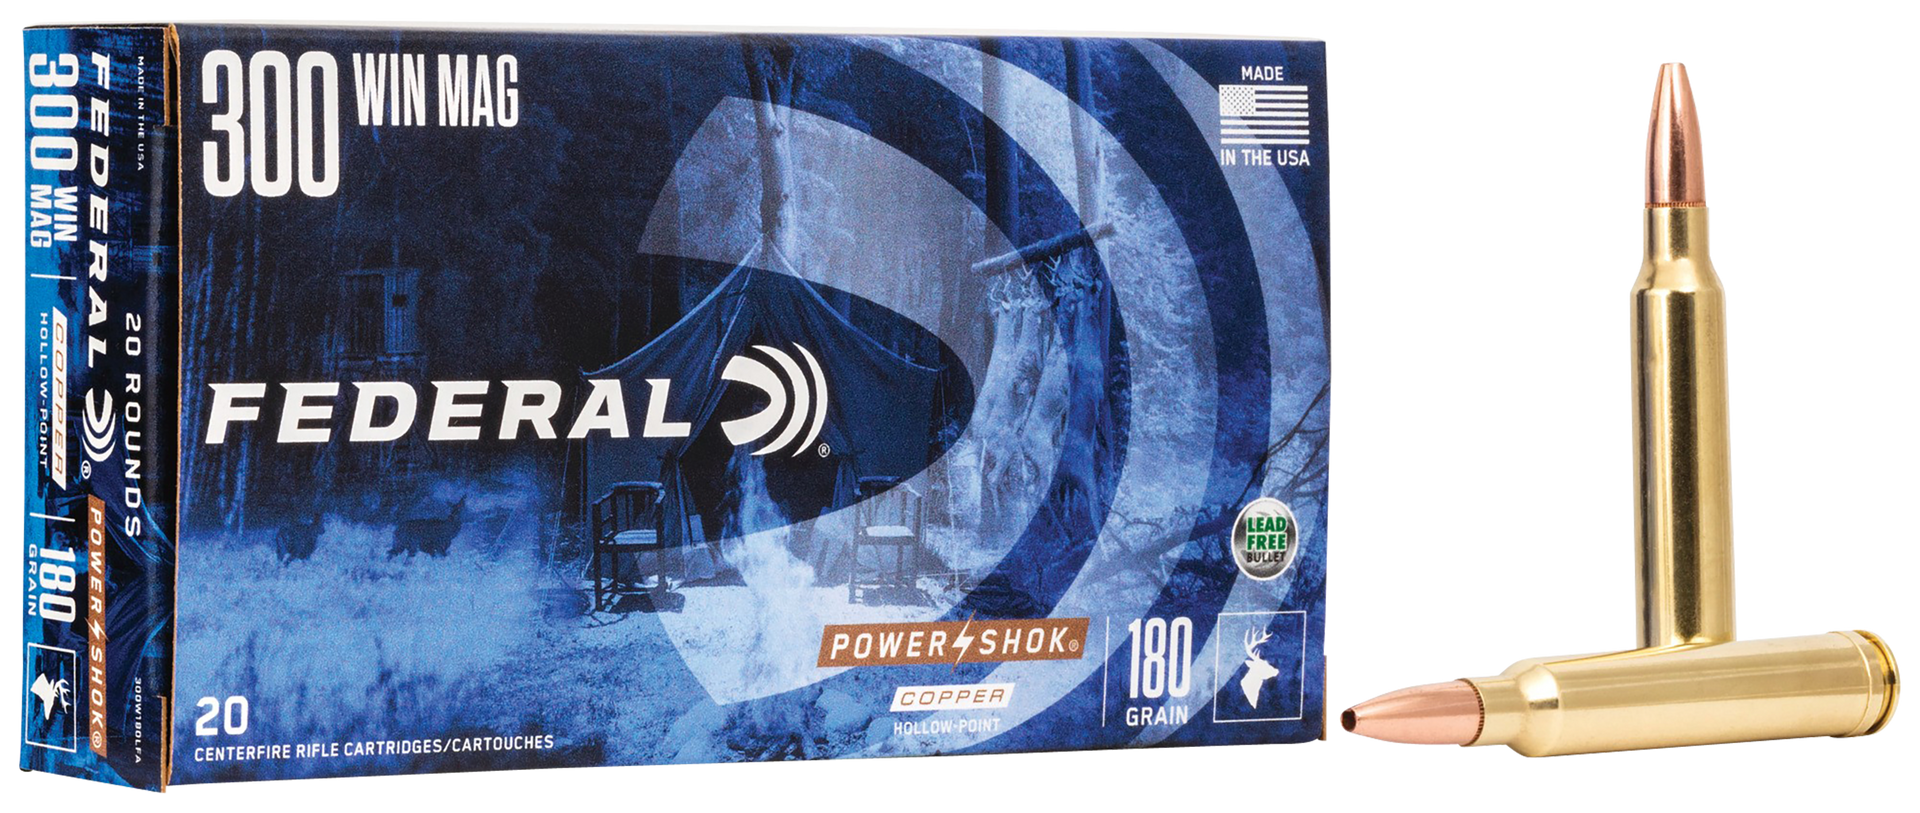 300 WIN MAG
MADE
IN THE USA
FEDERAL®
LEAD
FREE
BULLET
POWER SHOK®
COPPER
HOLLOW-POINT
180
GRAIN
20
CENTERFIRE RIFLE CARTRIDGES/CARTOUCHES
MADE IN THE USA
FEDERAL®
300 WIN MAG
20 ROUNDS
COPPER
HOLLOW-POINT
POWER SHOK®
180
GRAIN
300W180LFA